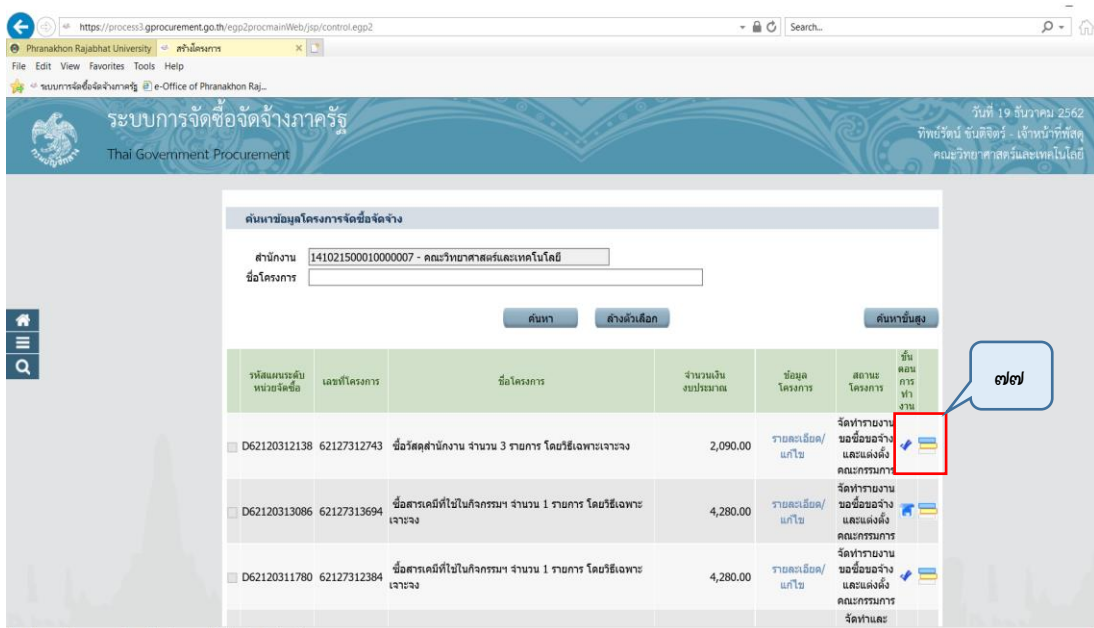 https://process3.gprocurement.go.th/egp2procmainWeb/jsp/control.egp2
Search...
Phranakhon Rajabhat University
สร้างโครงการ
File Edit View Favorites Tools Help
ระบบการจัดซื้อจัดจ้างภาครัฐ
e-Office of Phranakhon Raj...
ระบบการจัดซื้อจัดจ้างภาครัฐ
Thai Government Procurement
วันที่ 19 ธันวาคม 2562
ทิพย์รัตน์ ขันติจิตร์ - เจ้าหน้าที่พัสดุ
คณะวิทยาศาสตร์และเทคโนโลยี
ค้นหาข้อมูลโครงการจัดซื้อจัดจ้าง
สำนักงาน 141021500010000007 - คณะวิทยาศาสตร์และเทคโนโลยี
ชื่อโครงการ
ค้นหา ล้างตัวเลือก ค้นหาขั้นสูง
๗๗
รหัสแผนระดับ
หน่วยจัดซื้อ
เลขที่โครงการ
ชื่อโครงการ
จำนวนเงิน
งบประมาณ
ข้อมูล
โครงการ
สถานะ
โครงการ
ขั้น
ตอน
การ
ทำ
งาน
D62120312138 62127312743 ซื้อวัสดุสำนักงาน จำนวน 3 รายการ โดยวิธีเฉพาะเจาะจง 2,090.00
รายละเอียด/
แก้ไข
จัดทำรายงาน
ขอซื้อขอจ้าง
และแต่งตั้ง
คณะกรรมการ
D62120313086 62127313694
ซื้อสารเคมีที่ใช้ในกิจกรรมฯ จำนวน 1 รายการ โดยวิธีเฉพาะ
เจาะจง
4,280.00
รายละเอียด/
แก้ไข
จัดทำรายงาน
ขอซื้อขอจ้าง
และแต่งตั้ง
คณะกรรมการ
D62120311780 62127312384
ซื้อสารเคมีที่ใช้ในกิจกรรมฯ จำนวน 1 รายการ โดยวิธีเฉพาะ
เจาะจง
4,280.00
รายละเอียด/
แก้ไข
จัดทำรายงาน
ขอซื้อขอจ้าง
และแต่งตั้ง
คณะกรรมการ
จัดทำและ